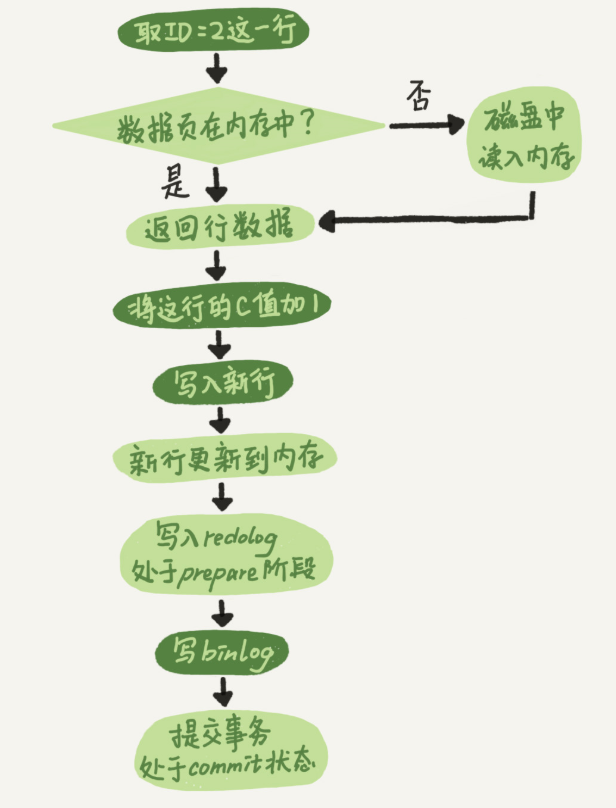 取ID=2这一行
数据页在内存中？
否
磁盘中
读入内存
是
返回行数据
将这行的C值加1
写入新行
新行更新到内存
写入redolog
处于prepare阶段
写binlog
提交事务
处于commit状态